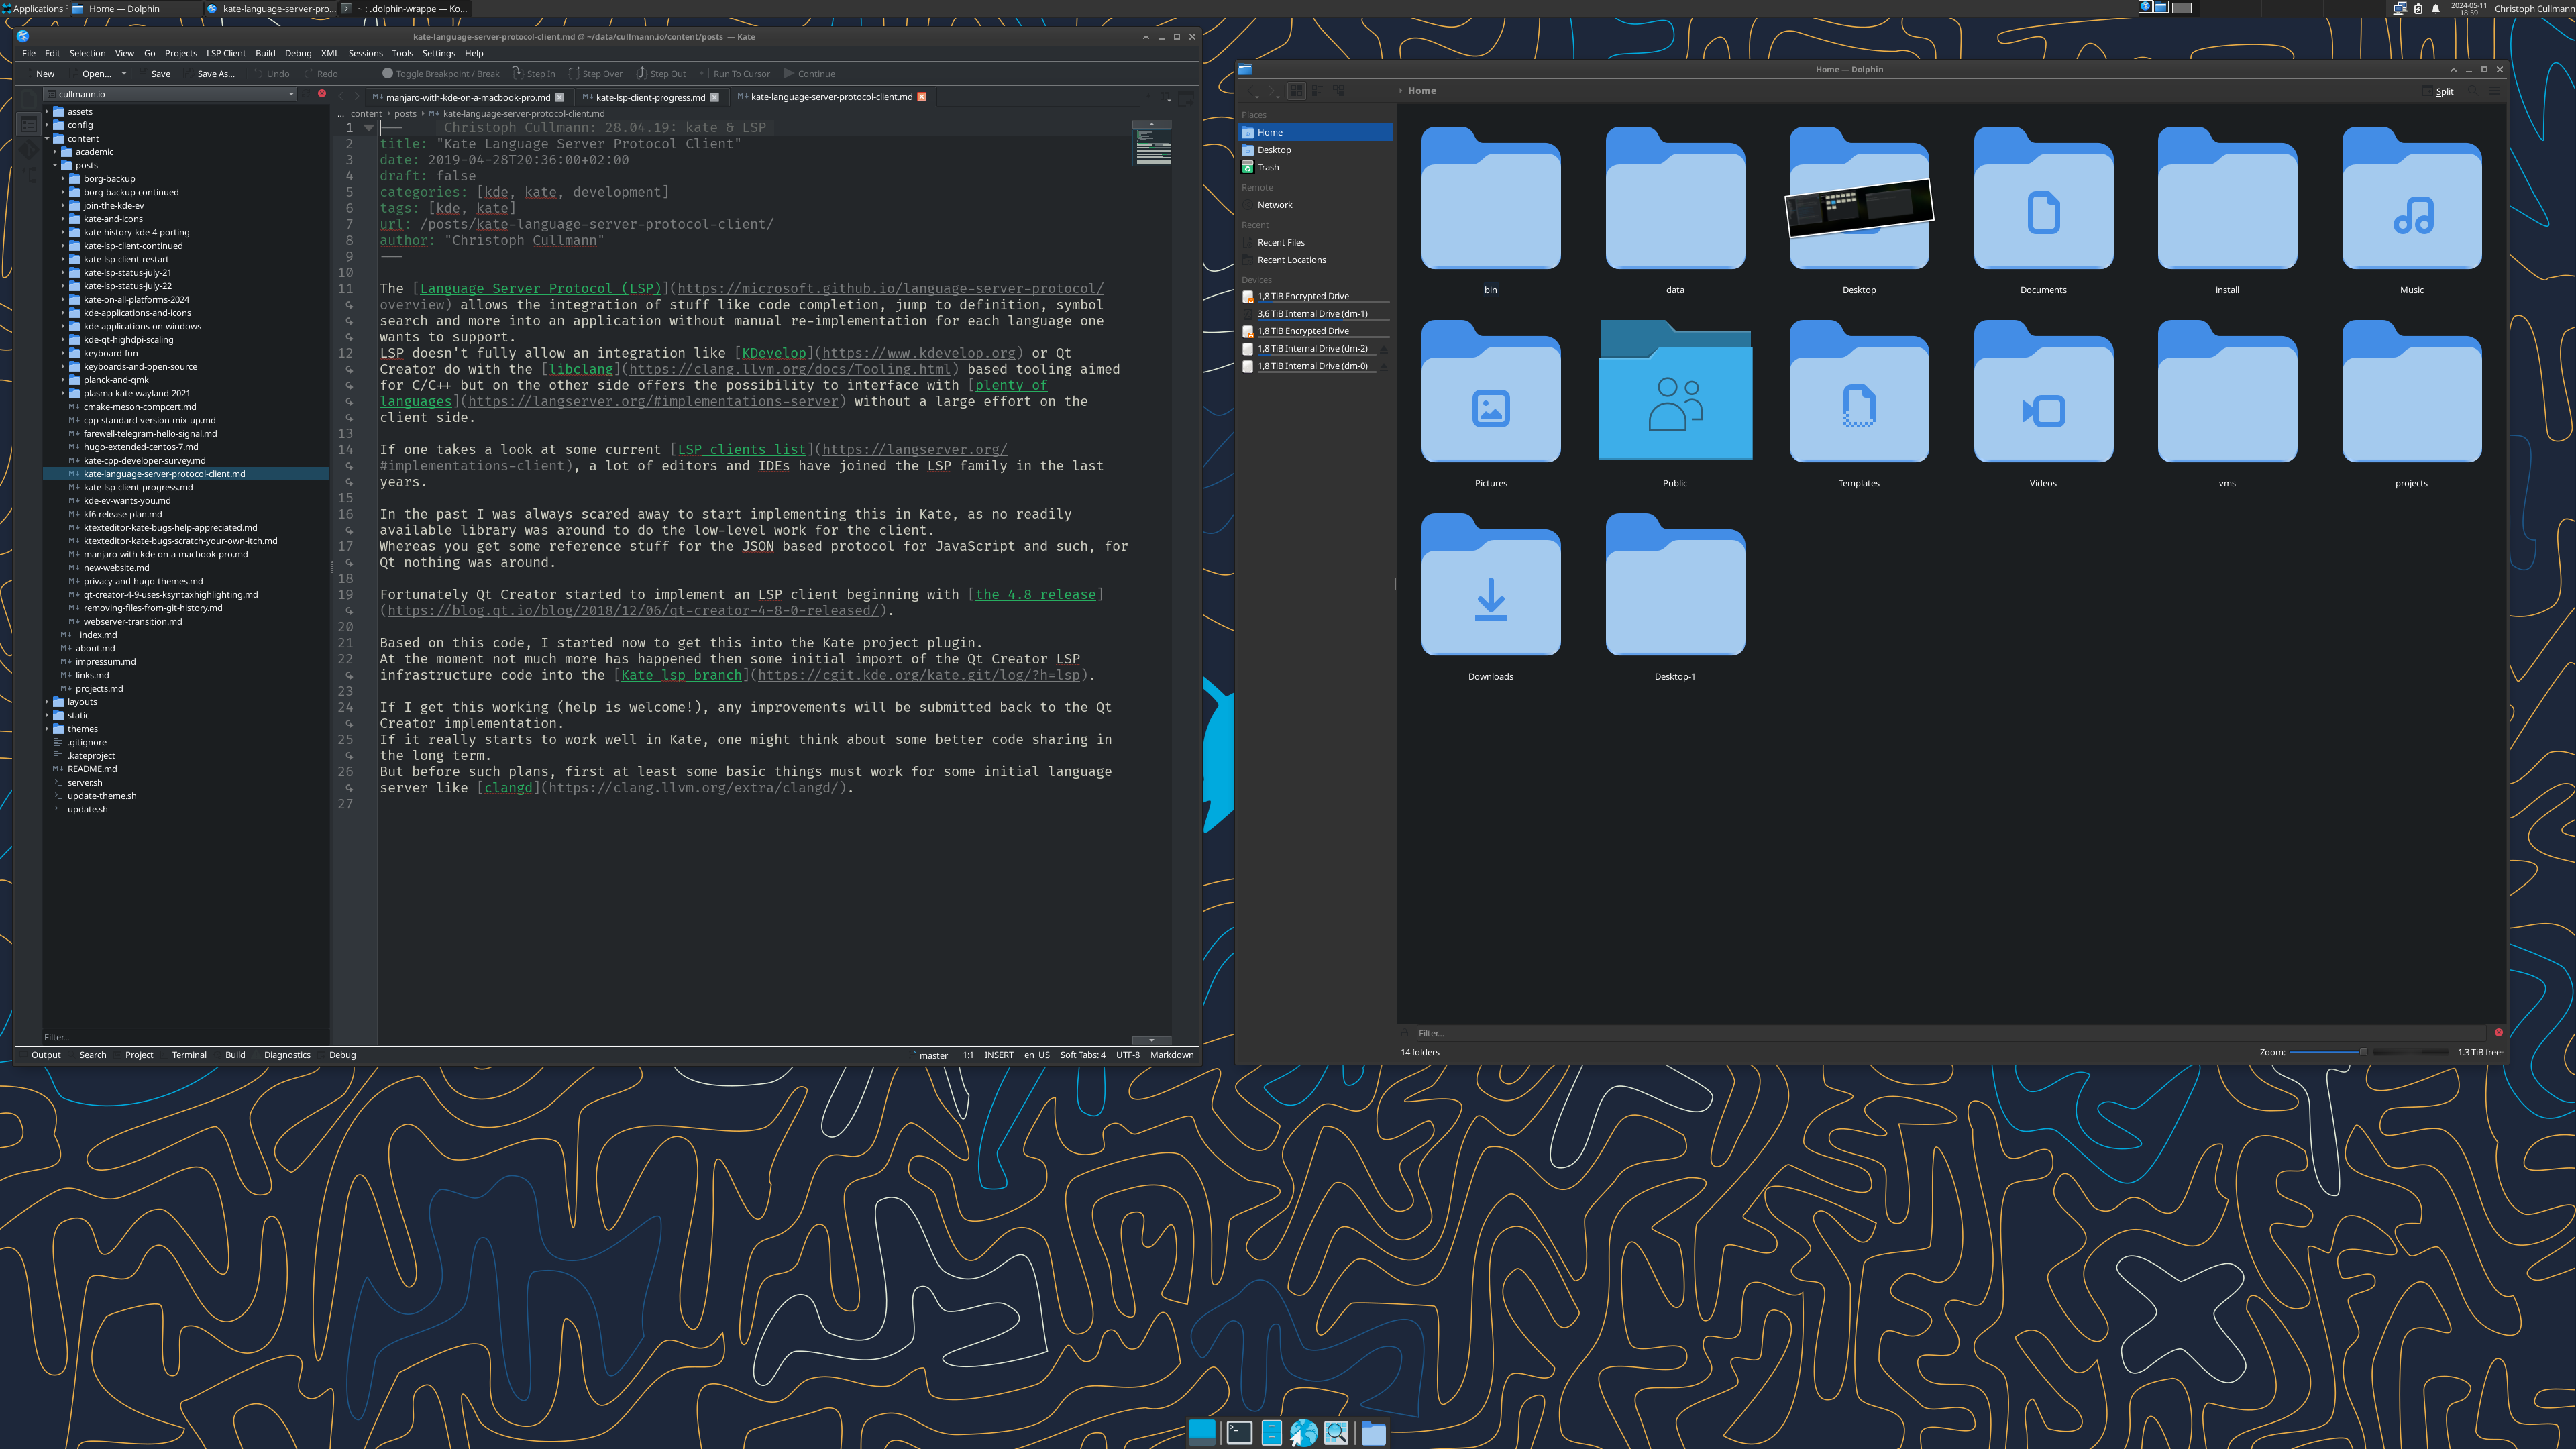 Applications
Home — Dolphin
kate-language-server-pro...
~ : .dolphin-wrappe — Ko...
2024-05-11
18:59
Christoph Cullmann
kate-language-server-protocol-client.md @ ~/data/cullmann.io/content/posts — Kate
File Edit Selection View Go Projects LSP Client Build Debug XML Sessions Tools Settings Help
New Open... Save Save As... Undo Redo Toggle Breakpoint / Break Step In Step Over Step Out Run To Cursor Continue
cullmann.io
assets
config
content
academic
posts
borg-backup
borg-backup-continued
join-the-kde-ev
kate-and-icons
kate-history-kde-4-porting
kate-lsp-client-continued
kate-lsp-client-restart
kate-lsp-status-july-21
kate-lsp-status-july-22
kate-on-all-platforms-2024
kde-applications-and-icons
kde-applications-on-windows
kde-qt-highdpi-scaling
keyboard-fun
keyboards-and-open-source
planck-and-qmk
plasma-kate-wayland-2021
cmake-meson-compcert.md
cpp-standard-version-mix-up.md
farewell-telegram-hello-signal.md
hugo-extended-centos-7.md
kate-cpp-developer-survey.md
kate-language-server-protocol-client.md
kate-lsp-client-progress.md
kde-ev-wants-you.md
kf6-release-plan.md
ktexteditor-kate-bugs-help-appreciated.md
ktexteditor-kate-bugs-scratch-your-own-itch.md
manjaro-with-kde-on-a-macbook-pro.md
new-website.md
privacy-and-hugo-themes.md
qt-creator-4-9-uses-ksyntaxhighlighting.md
removing-files-from-git-history.md
webserver-transition.md
_index.md
about.md
impressum.md
links.md
projects.md
layouts
static
themes
.gitignore
.kateproject
README.md
server.sh
update-theme.sh
update.sh
Filter...
manjaro-with-kde-on-a-macbook-pro.md
kate-lsp-client-progress.md
kate-language-server-protocol-client.md
... content posts kate-language-server-protocol-client.md
1 --- Christoph Cullmann: 28.04.19: kate & LSP
2 title: "Kate Language Server Protocol Client"
3 date: 2019-04-28T20:36:00+02:00
4 draft: false
5 categories: [kde, kate, development]
6 tags: [kde, kate]
7 url: /posts/kate-language-server-protocol-client/
8 author: "Christoph Cullmann"
9 ---
10
11 The [Language Server Protocol (LSP)](https://microsoft.github.io/language-server-protocol/
overview) allows the integration of stuff like code completion, jump to definition, symbol
search and more into an application without manual re-implementation for each language one
wants to support.
12 LSP doesn't fully allow an integration like [KDevelop](https://www.kdevelop.org) or Qt
Creator do with the [libclang](https://clang.llvm.org/docs/Tooling.html) based tooling aimed
for C/C++ but on the other side offers the possibility to interface with [plenty of
languages](https://langserver.org/#implementations-server) without a large effort on the
client side.
13
14 If one takes a look at some current [LSP clients list](https://langserver.org/
#implementations-client), a lot of editors and IDEs have joined the LSP family in the last
years.
15
16 In the past I was always scared away to start implementing this in Kate, as no readily
available library was around to do the low-level work for the client.
17 Whereas you get some reference stuff for the JSON based protocol for JavaScript and such, for
Qt nothing was around.
18
19 Fortunately Qt Creator started to implement an LSP client beginning with [the 4.8 release]
(https://blog.qt.io/blog/2018/12/06/qt-creator-4-8-0-released/).
20
21 Based on this code, I started now to get this into the Kate project plugin.
22 At the moment not much more has happened then some initial import of the Qt Creator LSP
infrastructure code into the [Kate lsp branch](https://cgit.kde.org/kate.git/log/?h=lsp).
23
24 If I get this working (help is welcome!), any improvements will be submitted back to the Qt
Creator implementation.
25 If it really starts to work well in Kate, one might think about some better code sharing in
the long term.
26 But before such plans, first at least some basic things must work for some initial language
server like [clangd](https://clang.llvm.org/extra/clangd/).
27
Output Search Project Terminal Build Diagnostics Debug
master 1:1 INSERT en_US Soft Tabs: 4 UTF-8 Markdown
Home — Dolphin
Home
Split
Places
Home
Desktop
Trash
Remote
Network
Recent
Recent Files
Recent Locations
Devices
1,8 TiB Encrypted Drive
3,6 TiB Internal Drive (dm-1)
1,8 TiB Encrypted Drive
1,8 TiB Internal Drive (dm-2)
1,8 TiB Internal Drive (dm-0)
bin data Desktop Documents install Music
Pictures Public Templates Videos vms projects
Downloads Desktop-1
Filter...
14 folders
Zoom:
1.3 TiB free